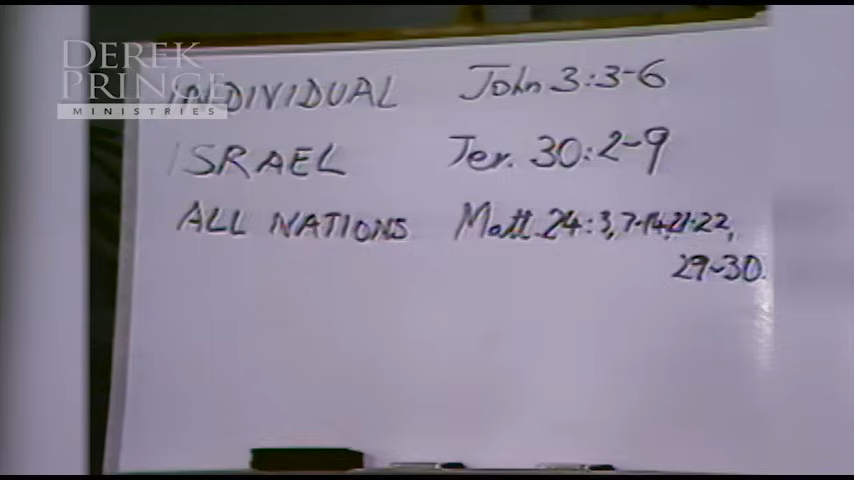 DEREK
PRINCE
MINISTRIES
INDIVIDUAL John 3:3-6
ISRAEL Jer. 30:2-9
ALL NATIONS Matt. 24:3,7-14,21-22,
29-30.